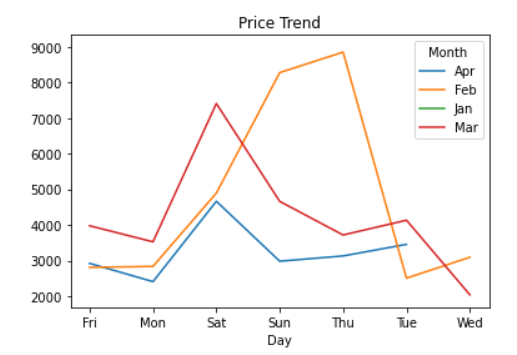 Price Trend
9000
8000
7000
6000
5000
4000
3000
2000
Month
Apr
Feb
Jan
Mar
Fri Mon Sat Sun Thu Tue Wed
Day